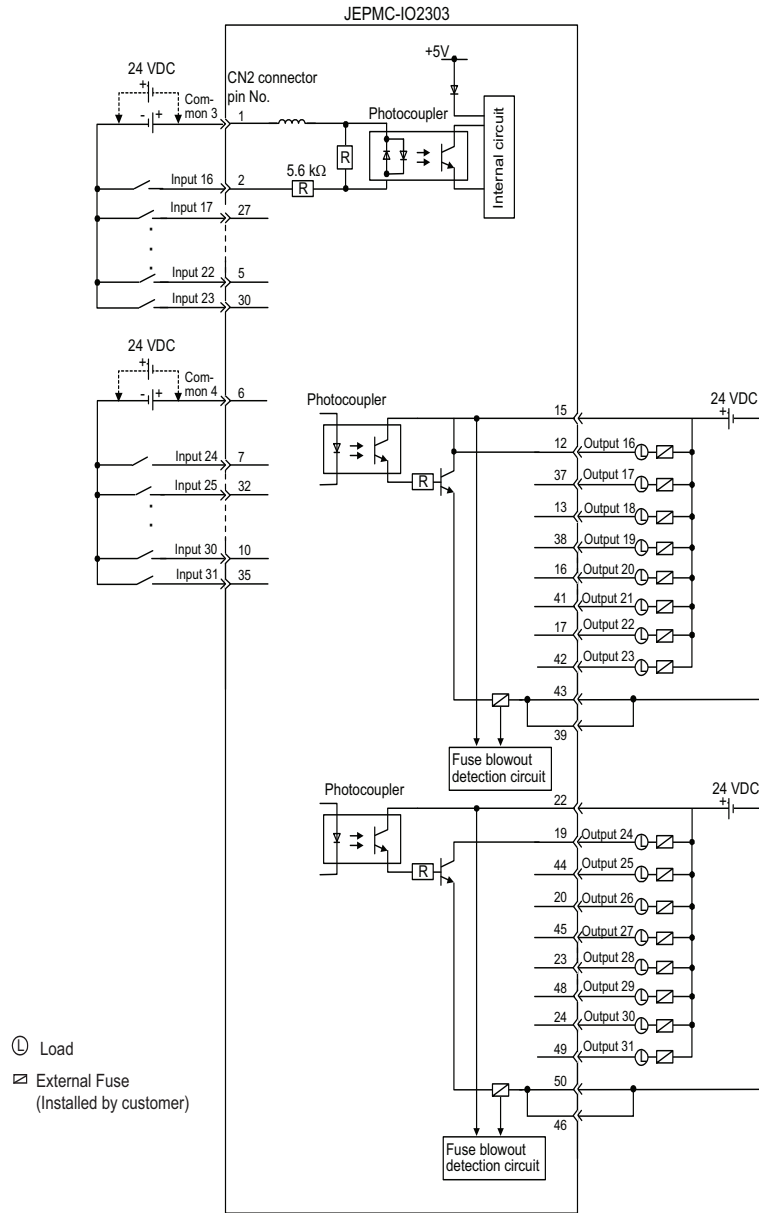 JEPMC-IO2303
+5V
24 VDC
+
CN2 connector
pin No.
Com-
mon 3
- +
1
Photocoupler
Internal circuit
R
5.6 kΩ
R
Input 16
2
Input 17
27
Input 22
5
Input 23
30
24 VDC
+
Com-
mon 4
- +
6
Input 24
7
Input 25
32
Input 30
10
Input 31
35
Photocoupler
R
15
24 VDC
+
12
Output 16
L
37
Output 17
L
13
Output 18
L
38
Output 19
L
16
Output 20
L
41
Output 21
L
17
Output 22
L
42
Output 23
L
43
39
Fuse blowout
detection circuit
Photocoupler
R
22
24 VDC
+
19
Output 24
L
44
Output 25
L
20
Output 26
L
45
Output 27
L
23
Output 28
L
48
Output 29
L
24
Output 30
L
49
Output 31
L
50
46
Fuse blowout
detection circuit
L Load
External Fuse
(Installed by customer)